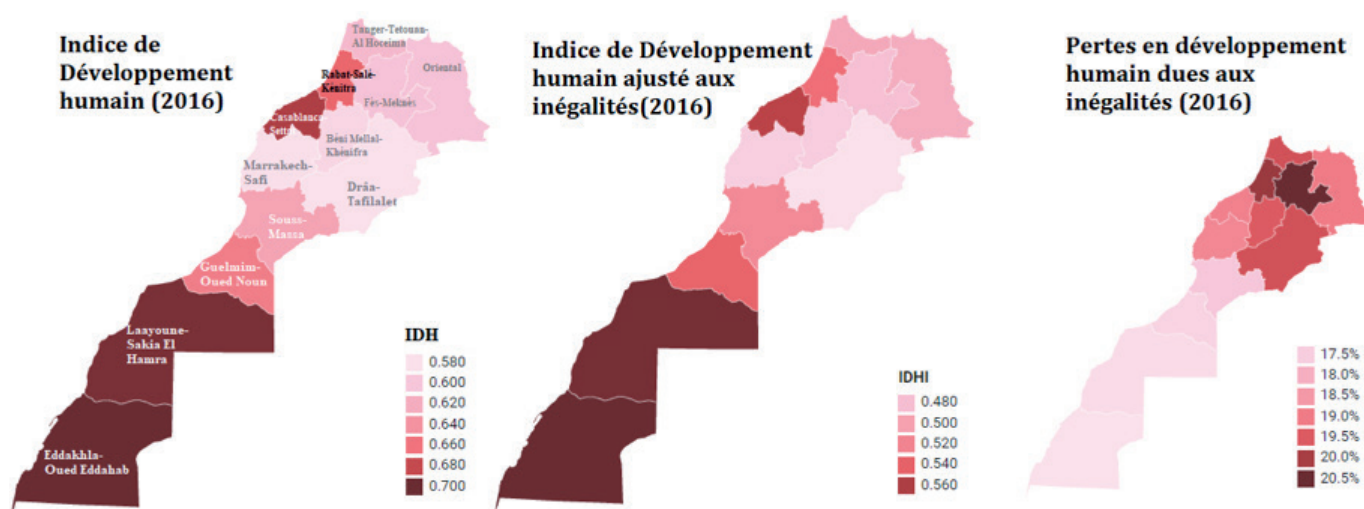 Indice de
Développement
humain (2016)
Tanger-Tetouan-
Al Hoceima
Oriental
Rabat-Salé-
Kénitra
Fès-Meknès
Casablanca-
Settat
Béni Mellal-
Khénifra
Marrakech-
Safi
Drâa-
Tafilalet
Souss-
Massa
Guelmim-
Oued Noun
Laayoune-
Sakia El
Hamra
Eddakhla-
Oued Eddahab
IDH
0.580
0.600
0.620
0.640
0.660
0.680
0.700
Indice de Développement
humain ajusté aux
inégalités(2016)
IDHI
0.480
0.500
0.520
0.540
0.560
Pertes en développement
humain dues aux
inégalités (2016)
17.5%
18.0%
18.5%
19.0%
19.5%
20.0%
20.5%